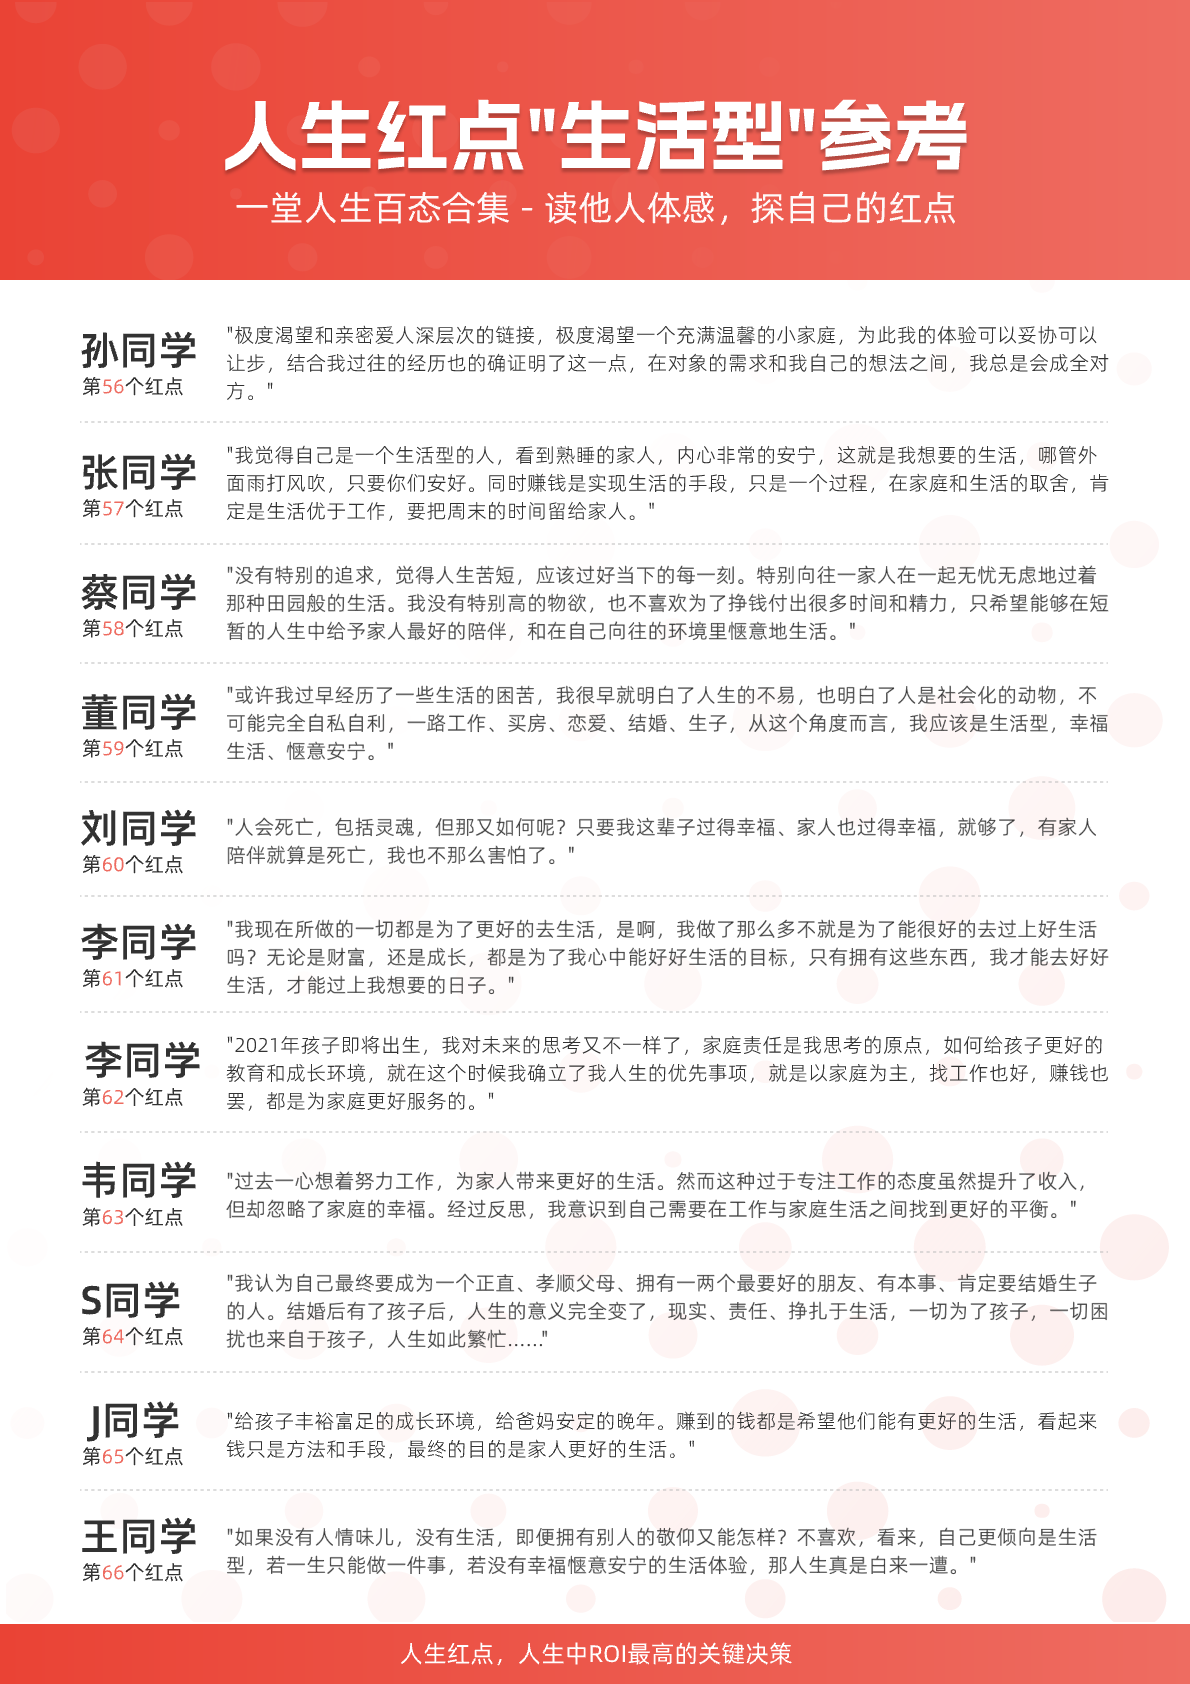 人生红点"生活型"参考
一堂人生百态合集 - 读他人体感，探自己的红点
孙同学
第56个红点
"极度渴望和亲密爱人深层次的链接，极度渴望一个充满温馨的小家庭，为此我的体验可以妥协可以
让步，结合我过往的经历也的确证明了这一点，在对象的需求和我自己的想法之间，我总是会成全对
方。"
张同学
第57个红点
"我觉得自己是一个生活型的人，看到熟睡的家人，内心非常的安宁，这就是我想要的生活，哪管外
面雨打风吹，只要你们安好。同时赚钱是实现生活的手段，只是一个过程，在家庭和生活的取舍，肯
定是生活优于工作，要把周末的时间留给家人。"
蔡同学
第58个红点
"没有特别的追求，觉得人生苦短，应该过好当下的每一刻。特别向往一家人在一起无忧无虑地过着
那种田园般的生活。我没有特别高的物欲，也不喜欢为了挣钱付出很多时间和精力，只希望能够在短
暂的人生中给予家人最好的陪伴，和在自己向往的环境里惬意地生活。"
董同学
第59个红点
"或许我过早经历了一些生活的困苦，我很早就明白了人生的不易，也明白了人是社会化的动物，不
可能完全自私自利，一路工作、买房、恋爱、结婚、生子，从这个角度而言，我应该是生活型，幸福
生活、惬意安宁。"
刘同学
第60个红点
"人会死亡，包括灵魂，但那又如何呢？只要我这辈子过得幸福、家人也过得幸福，就够了，有家人
陪伴就算是死亡，我也不那么害怕了。"
李同学
第61个红点
"我现在所做的一切都是为了更好的去生活，是啊，我做了那么多不就是为了能很好的去过上好生活
吗？无论是财富，还是成长，都是为了我心中能好好生活的目标，只有拥有这些东西，我才能去好好
生活，才能过上我想要的日子。"
李同学
第62个红点
"2021年孩子即将出生，我对未来的思考又不一样了，家庭责任是我思考的原点，如何给孩子更好的
教育和成长环境，就在这个时候我确立了我人生的优先事项，就是以家庭为主，找工作也好，赚钱也
罢，都是为家庭更好服务的。"
韦同学
第63个红点
"过去一心想着努力工作，为家人带来更好的生活。然而这种过于专注工作的态度虽然提升了收入，
但却忽略了家庭的幸福。经过反思，我意识到自己需要在工作与家庭生活之间找到更好的平衡。"
S同学
第64个红点
"我认为自己最终要成为一个正直、孝顺父母、拥有一两个最要好的朋友、有本事、肯定要结婚生子
的人。结婚后有了孩子后，人生的意义完全变了，现实、责任、挣扎于生活，一切为了孩子，一切困
扰也来自于孩子，人生如此繁忙……"
J同学
第65个红点
"给孩子丰裕富足的成长环境，给爸妈安定的晚年。赚到的钱都是希望他们能有更好的生活，看起来
钱只是方法和手段，最终的目的是家人更好的生活。"
王同学
第66个红点
"如果没有人情味儿，没有生活，即便拥有别人的敬仰又能怎样？不喜欢，看来，自己更倾向是生活
型，若一生只能做一件事，若没有幸福惬意安宁的生活体验，那人生真是白来一遭。"
人生红点，人生中ROI最高的关键决策